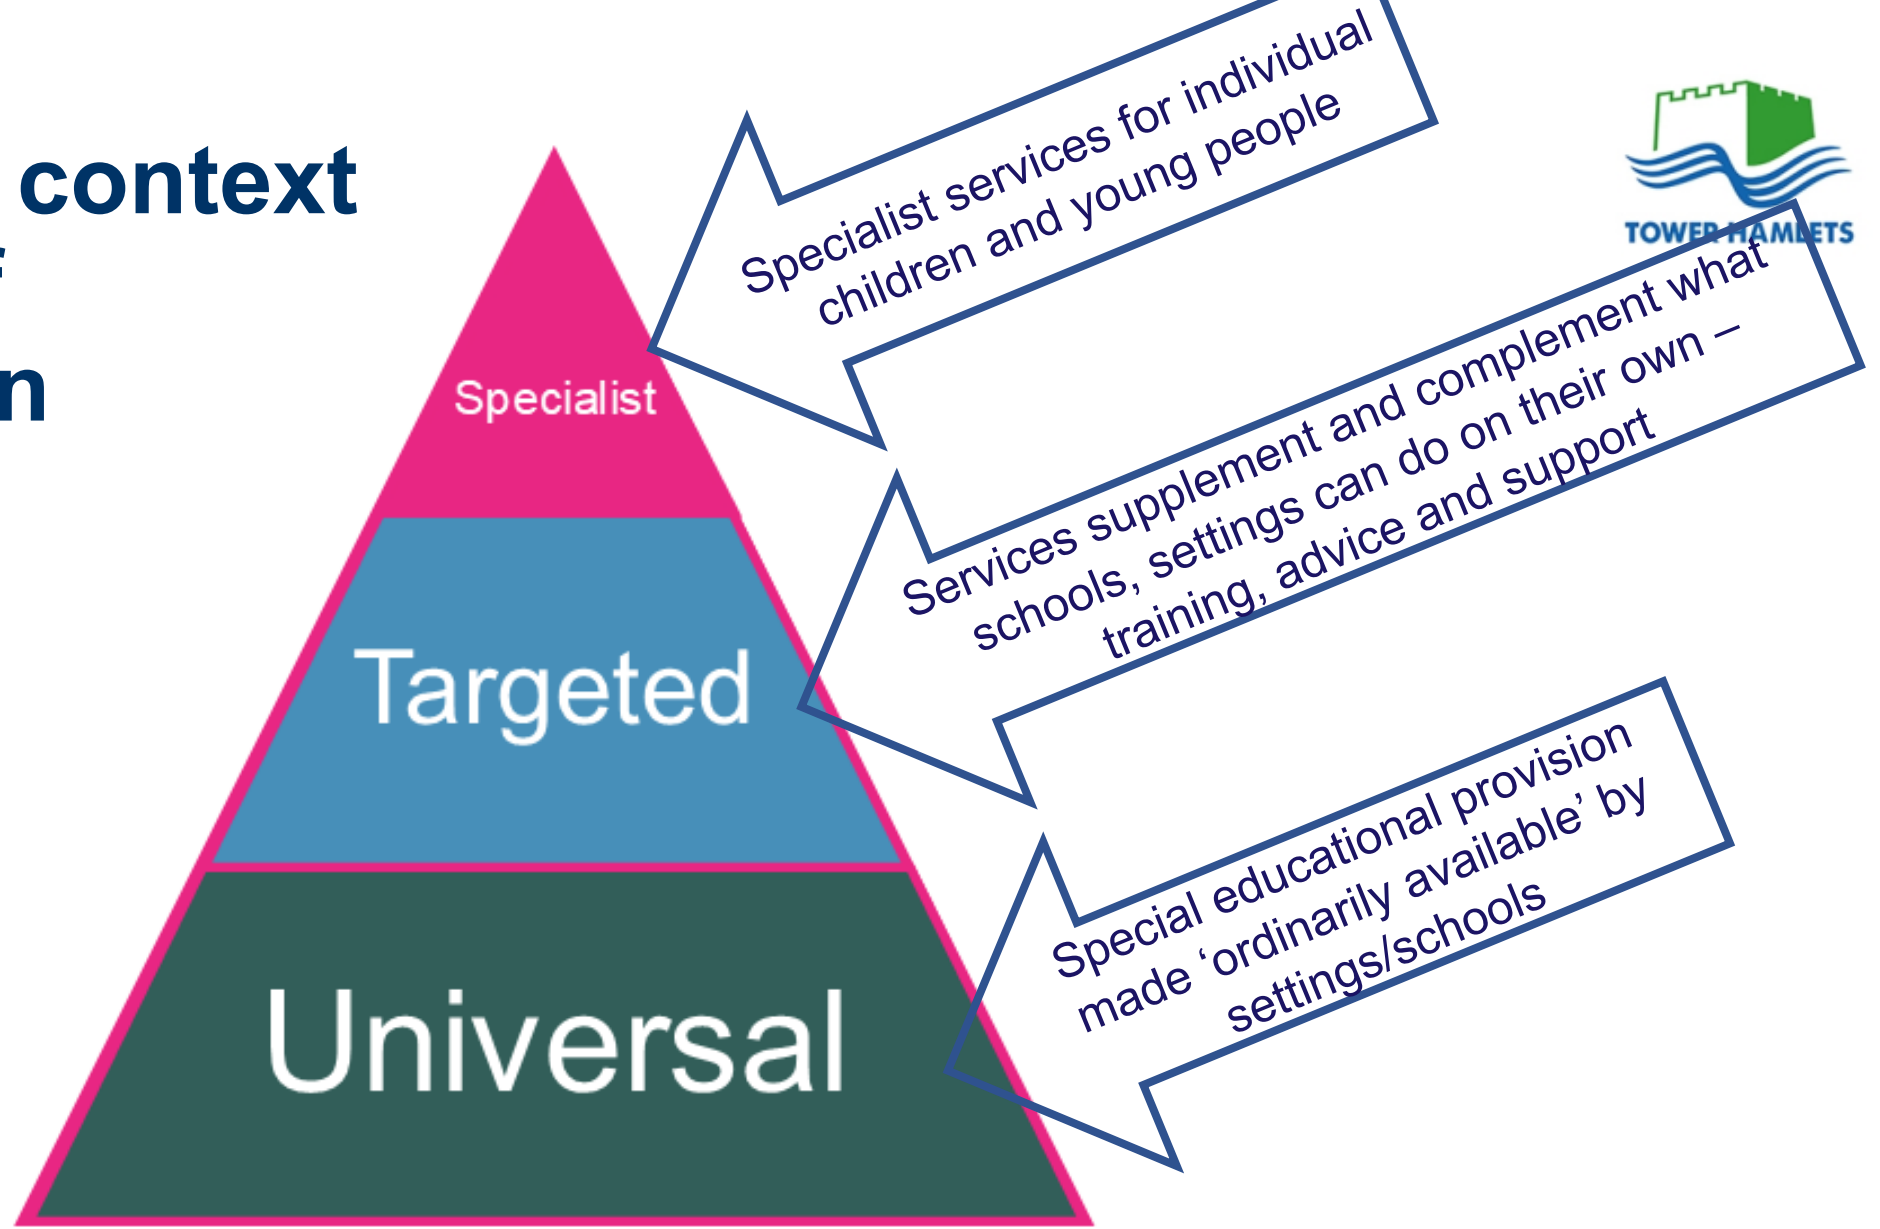 context
n
Specialist services for individual
children and young people
TOWER HAMLETS
Specialist
Services supplement and complement what
schools, settings can do on their own –
training, advice and support
Targeted
Special educational provision
made ‘ordinarily available’ by
settings/schools
Universal